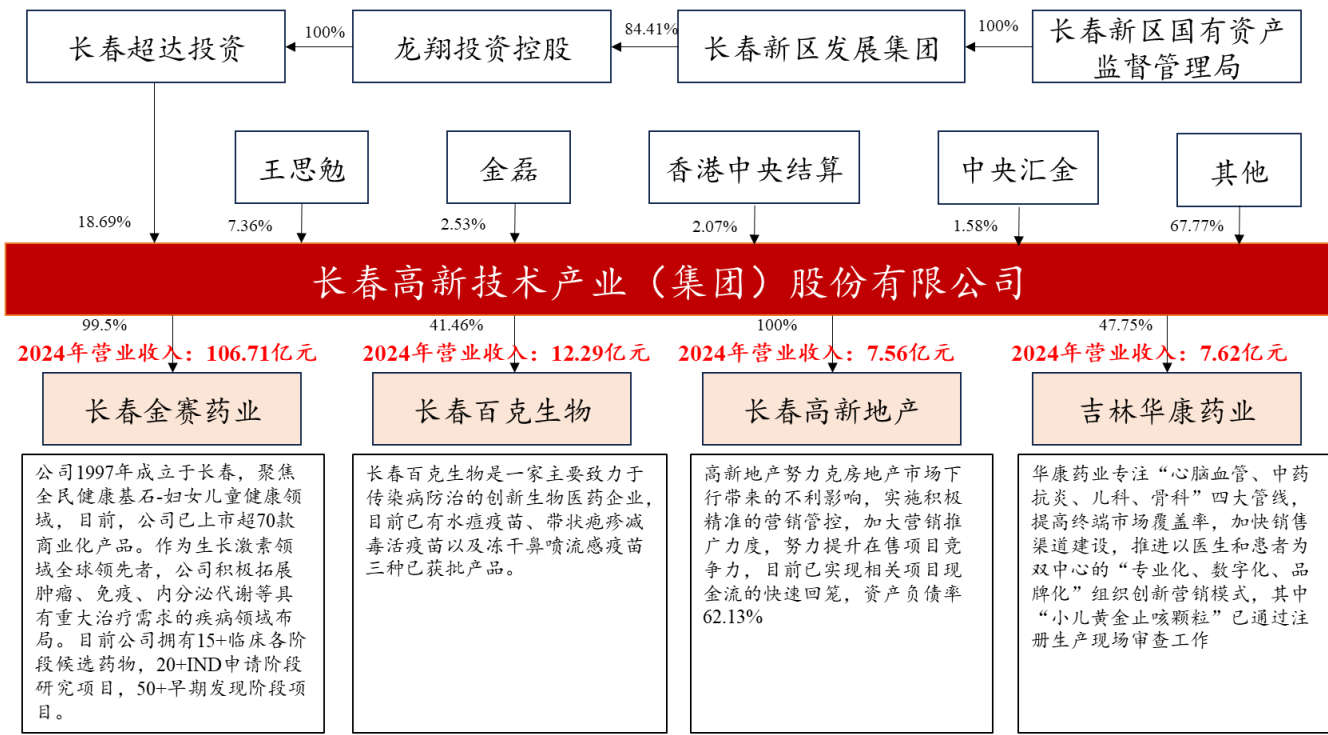 长春超达投资
100%
龙翔投资控股
84.41%
长春新区发展集团
100%
长春新区国有资产
监督管理局
王思勉
金磊
香港中央结算
中央汇金
其他
18.69%
7.36%
2.53%
2.07%
1.58%
67.77%
长春高新技术产业（集团）股份有限公司
99.5%
41.46%
100%
47.75%
2024年营业收入：106.71亿元
2024年营业收入：12.29亿元
2024年营业收入：7.56亿元
2024年营业收入：7.62亿元
长春金赛药业
长春百克生物
长春高新地产
吉林华康药业
公司1997年成立于长春，聚焦
全民健康基石-妇女儿童健康领
域，目前，公司已上市超70款
商业化产品。作为生长激素领
域全球领先者，公司积极拓展
肿瘤、免疫、内分泌代谢等具
有重大治疗需求的疾病领域布
局。目前公司拥有15+临床各阶
段候选药物，20+IND申请阶段
研究项目，50+早期发现阶段项
目。
长春百克生物是一家主要致力于
传染病防治的创新生物医药企业，
目前已有水痘疫苗、带状疱疹减
毒活疫苗以及冻干鼻喷流感疫苗
三种已获批产品。
高新地产努力克房地产市场下
行带来的不利影响，实施积极
精准的营销管控，加大营销推
广力度，努力提升在售项目竞
争力，目前已实现相关项目现
金流的快速回笼，资产负债率
62.13%
华康药业专注“心脑血管、中药
抗炎、儿科、骨科”四大管线，
提高终端市场覆盖率，加快销售
渠道建设，推进以医生和患者为
双中心的“专业化、数字化、品
牌化”组织创新营销模式，其中
“小儿黄金止咳颗粒”已通过注
册生产现场审查工作